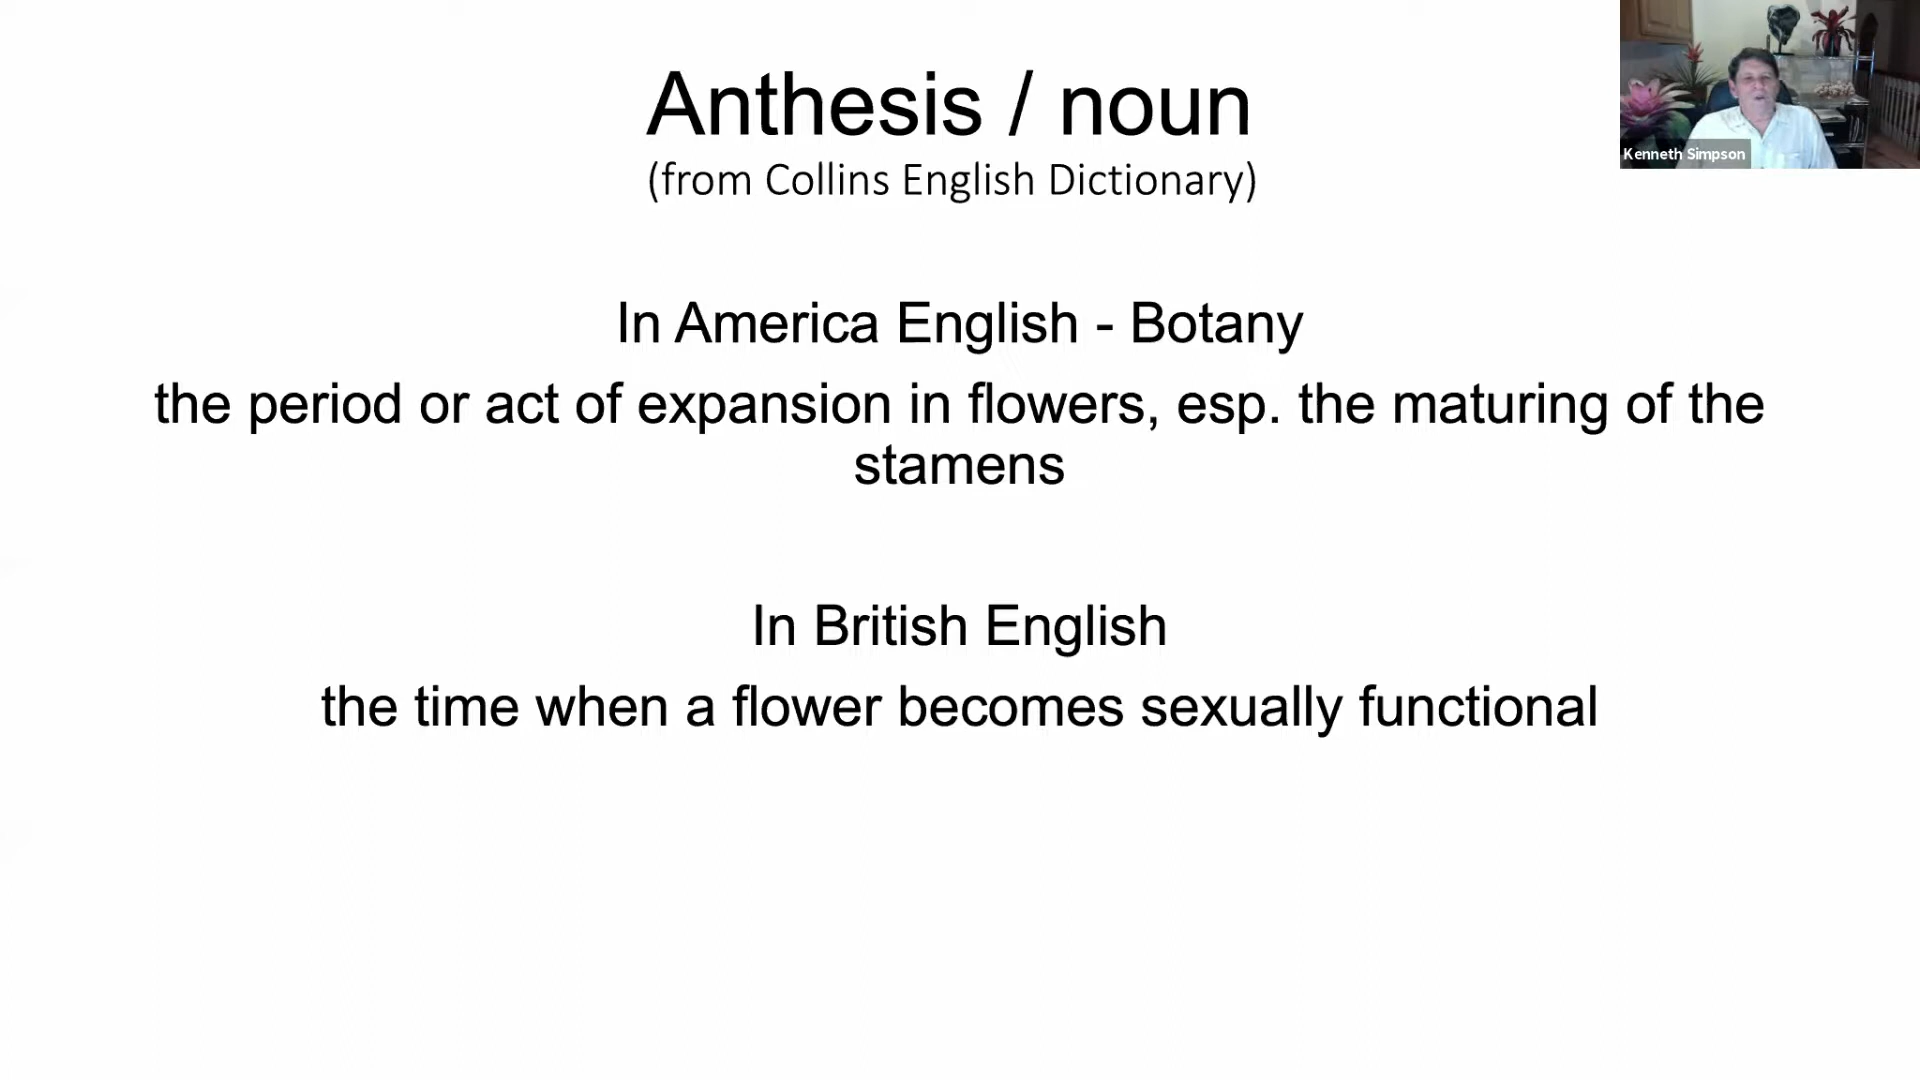 Anthesis / noun
(from Collins English Dictionary)
Kenneth Simpson
In America English - Botany
the period or act of expansion in flowers, esp. the maturing of the
stamens
In British English
the time when a flower becomes sexually functional